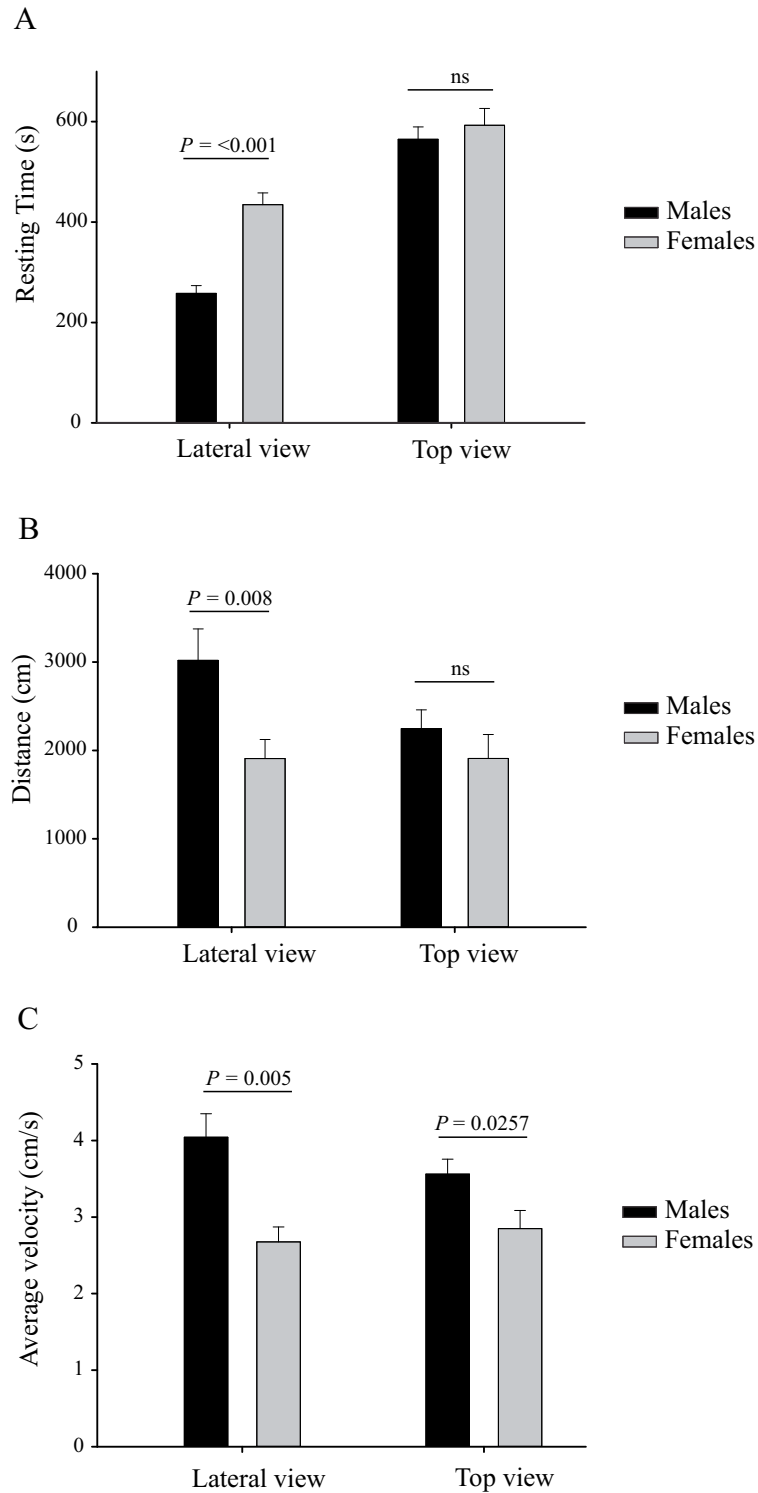 A
ns
600
P = <0.001
Resting Time (s)
400
Males
Females
200
0
Lateral view
Top view
B
4000
P = 0.008
Distance (cm)
3000
ns
Males
Females
2000
1000
0
Lateral view
Top view
C
5
P = 0.005
Average velocity (cm/s)
4
P = 0.0257
3
Males
Females
2
1
0
Lateral view
Top view